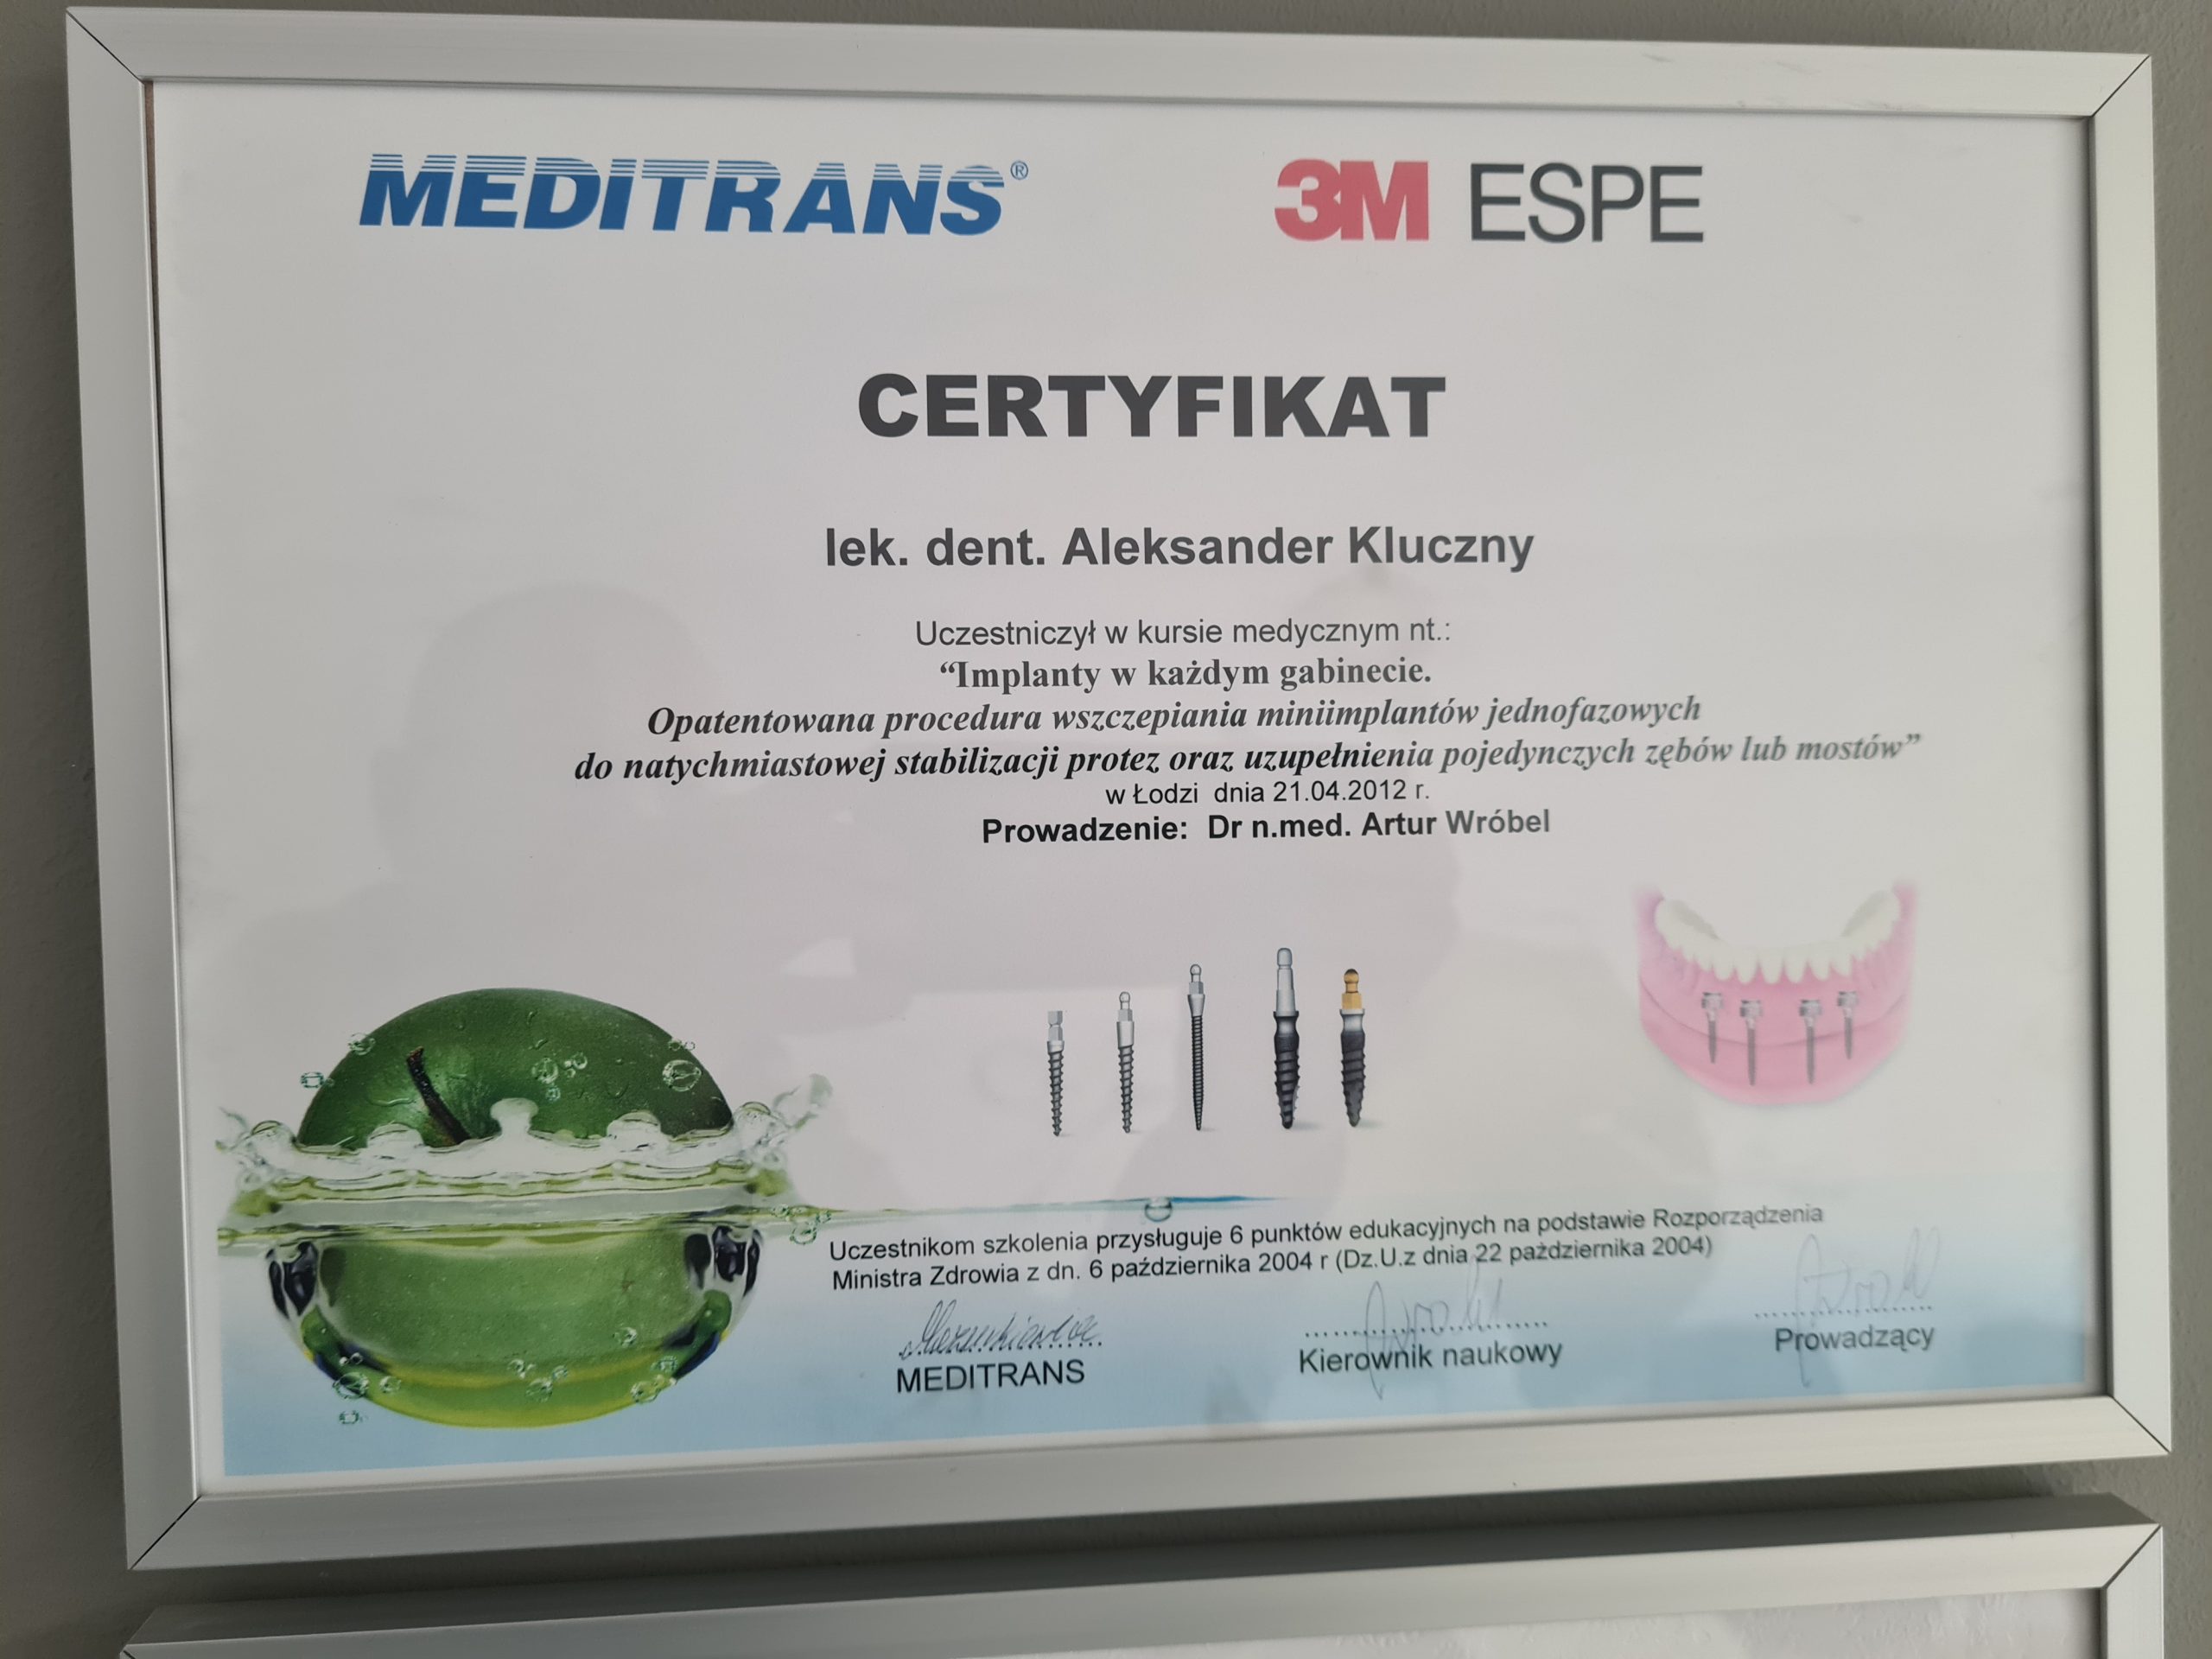 MEDITRANS®
3M ESPE
CERTYFIKAT
lek. dent. Aleksander Kluczny
Uczestniczył w kursie medycznym nt.:
“Implanty w każdym gabinecie.
Opatentowana procedura wszczepiania miniimplantów jednofazowych
do natychmiastowej stabilizacji protez oraz uzupełnienia pojedynczych zębów lub mostów”
w Łodzi dnia 21.04.2012 r.
Prowadzenie: Dr n.med. Artur Wróbel
Uczestnikom szkolenia przysługuje 6 punktów edukacyjnych na podstawie Rozporządzenia
Ministra Zdrowia z dn. 6 października 2004 r (Dz.U.z dnia 22 października 2004)
MEDITRANS
Kierownik naukowy
Prowadzący